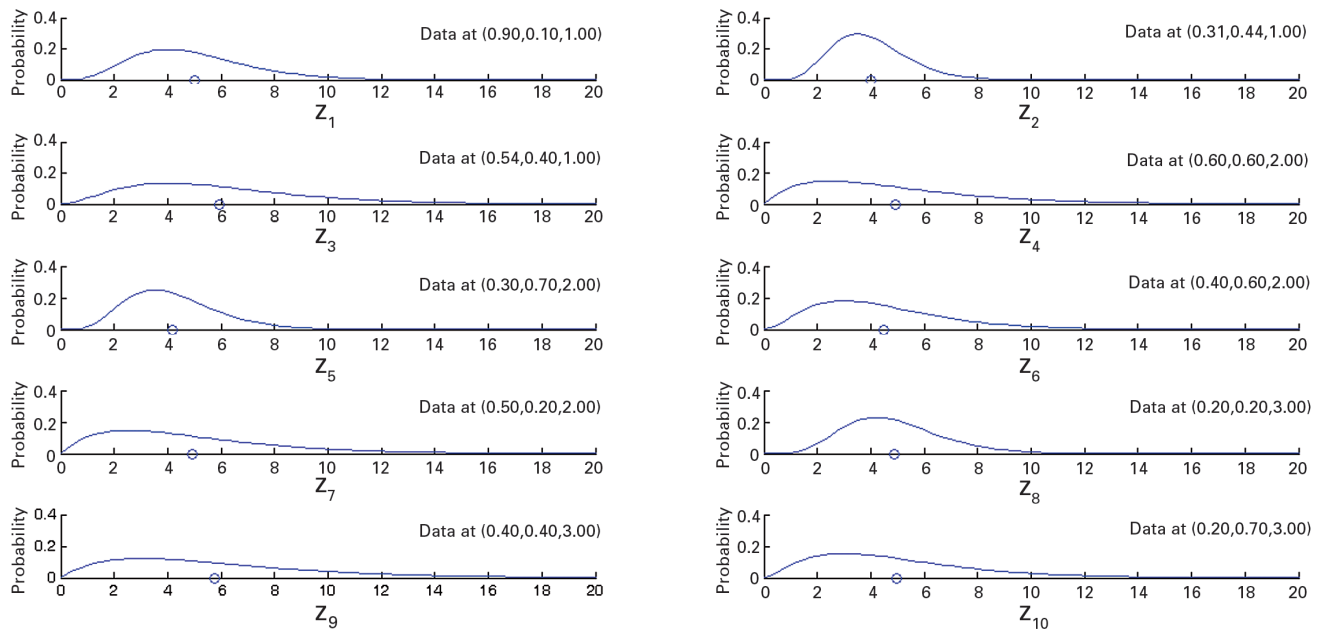 Probability
0.4
0.2
0
Data at (0.90,0.10,1.00)
0 2 4 6 8 10 12 14 16 18 20
Z1
Probability
0.4
0.2
0
Data at (0.31,0.44,1.00)
0 2 4 6 8 10 12 14 16 18 20
Z2
Probability
0.4
0.2
0
Data at (0.54,0.40,1.00)
0 2 4 6 8 10 12 14 16 18 20
Z3
Probability
0.4
0.2
0
Data at (0.60,0.60,2.00)
0 2 4 6 8 10 12 14 16 18 20
Z4
Probability
0.4
0.2
0
Data at (0.30,0.70,2.00)
0 2 4 6 8 10 12 14 16 18 20
Z5
Probability
0.4
0.2
0
Data at (0.40,0.60,2.00)
0 2 4 6 8 10 12 14 16 18 20
Z6
Probability
0.4
0.2
0
Data at (0.50,0.20,2.00)
0 2 4 6 8 10 12 14 16 18 20
Z7
Probability
0.4
0.2
0
Data at (0.20,0.20,3.00)
0 2 4 6 8 10 12 14 16 18 20
Z8
Probability
0.4
0.2
0
Data at (0.40,0.40,3.00)
0 2 4 6 8 10 12 14 16 18 20
Z9
Probability
0.4
0.2
0
Data at (0.20,0.70,3.00)
0 2 4 6 8 10 12 14 16 18 20
Z10